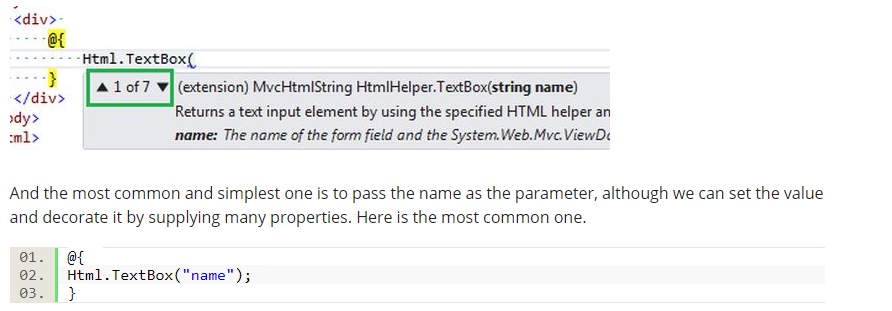 <div>
@{
Html.TextBox(
}
</div>
ody>
tml>
▲ 1 of 7 ▼ (extension) MvcHtmlString HtmlHelper.TextBox(string name)
Returns a text input element by using the specified HTML helper an
name: The name of the form field and the System.Web.Mvc.ViewDa
And the most common and simplest one is to pass the name as the parameter, although we can set the value
and decorate it by supplying many properties. Here is the most common one.
01. @{
02. Html.TextBox("name");
03. }